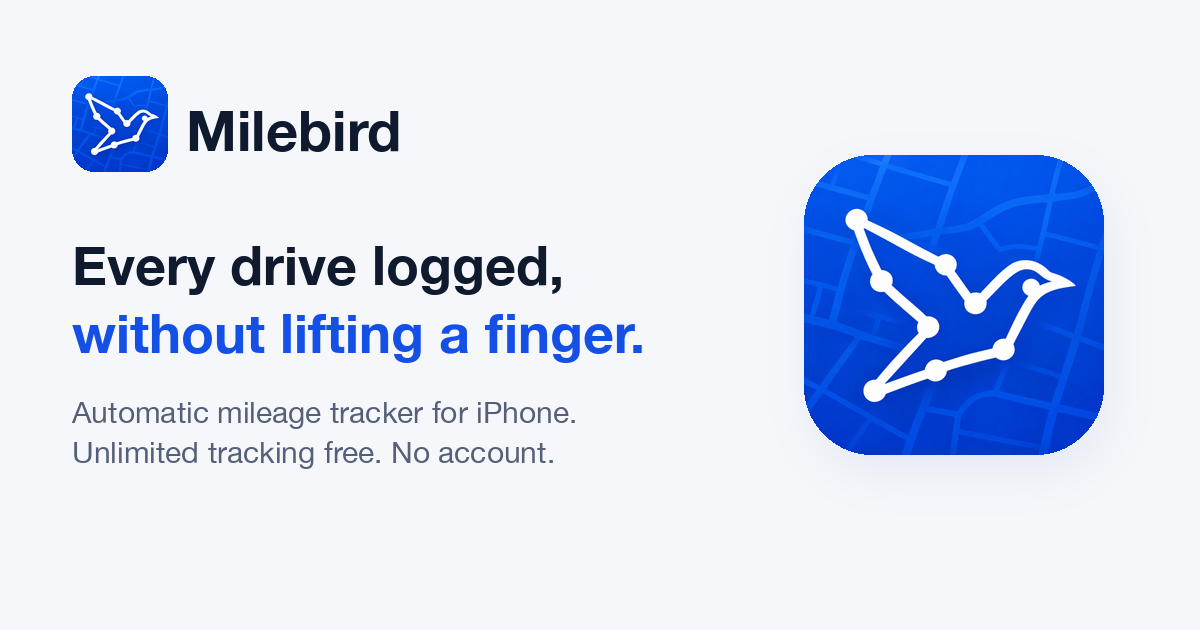 Milebird
Every drive logged,
without lifting a finger.
Automatic mileage tracker for iPhone.
Unlimited tracking free. No account.